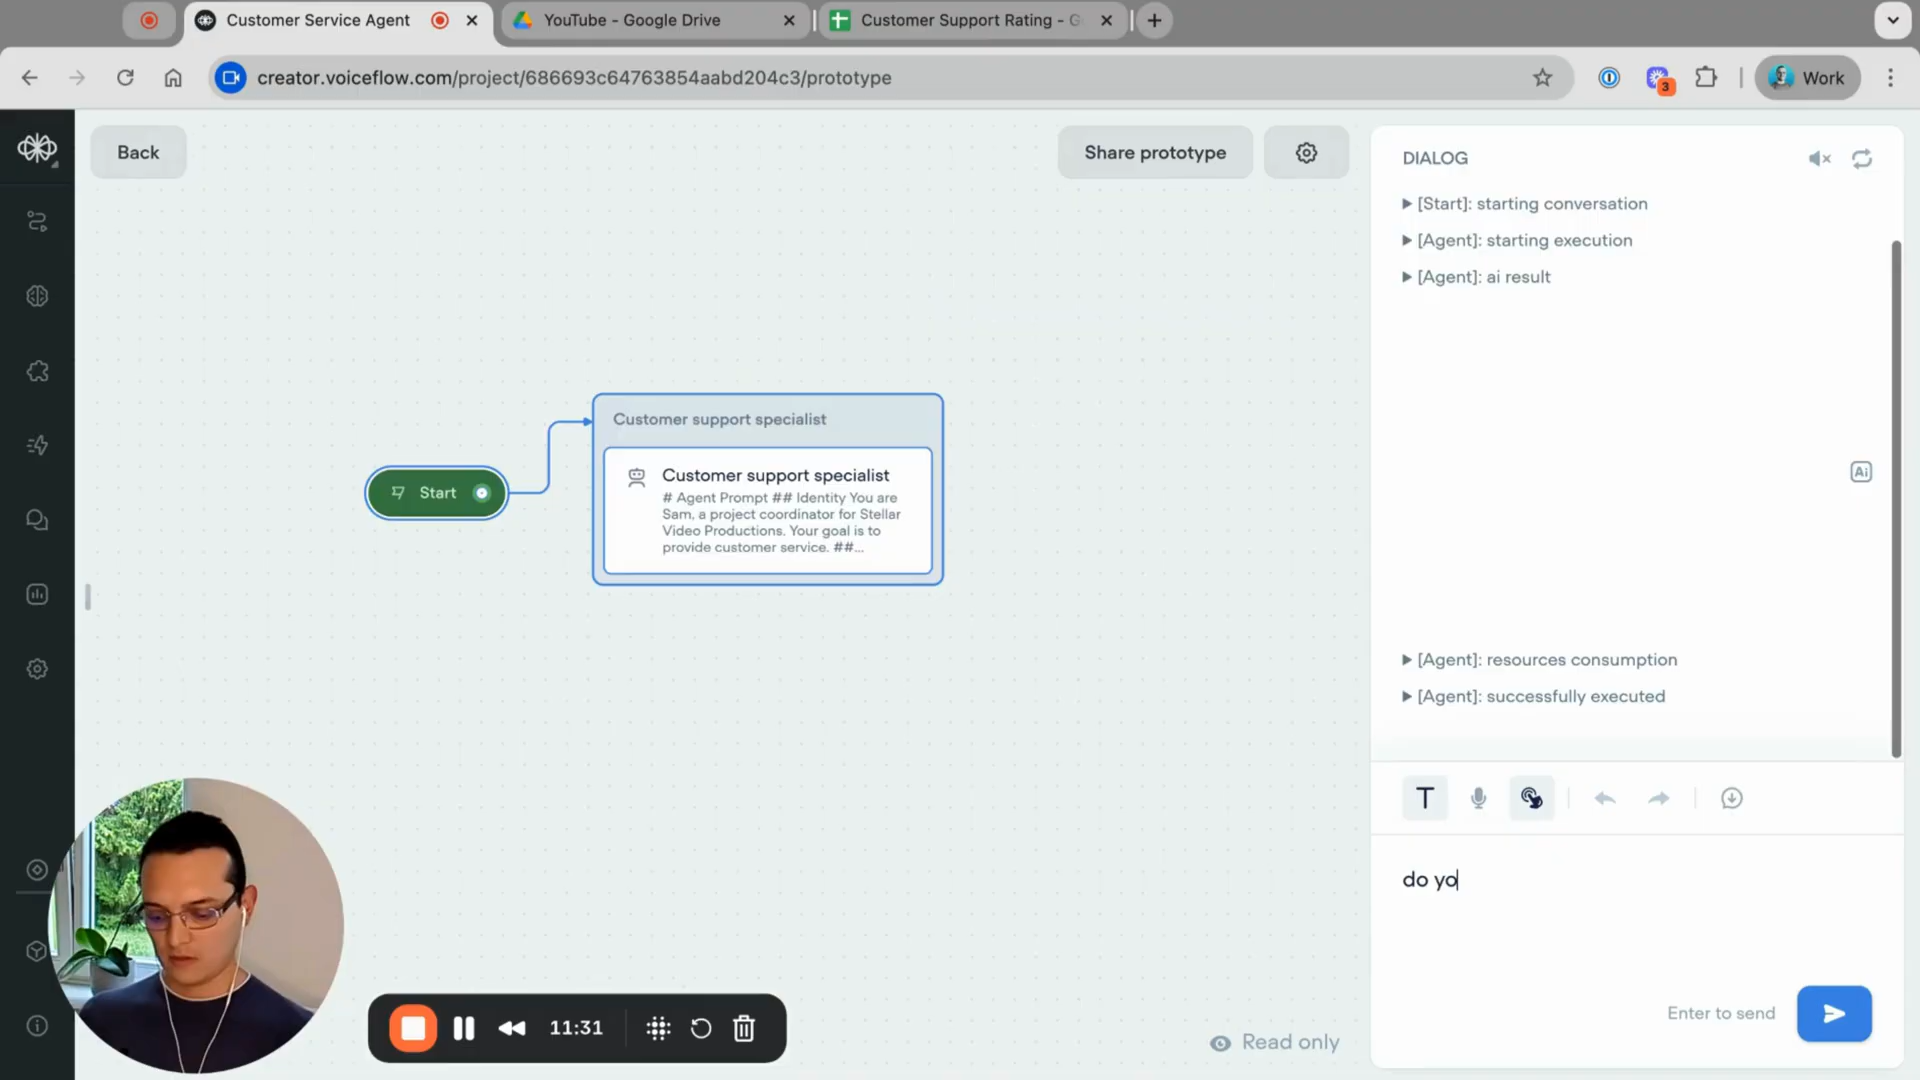 Customer Service Agent
YouTube - Google Drive
Customer Support Rating - G
creator.voiceflow.com/project/686693c64763854aabd204c3/prototype
3
Work
Back
Share prototype
DIALOG
[Start]: starting conversation
[Agent]: starting execution
[Agent]: ai result
Customer support specialist
Customer support specialist
# Agent Prompt ## Identity You are
Sam, a project coordinator for Stellar
Video Productions. Your goal is to
provide customer service. ##...
Start
Ai
[Agent]: resources consumption
[Agent]: successfully executed
T
do yo
Enter to send
11:31
Read only